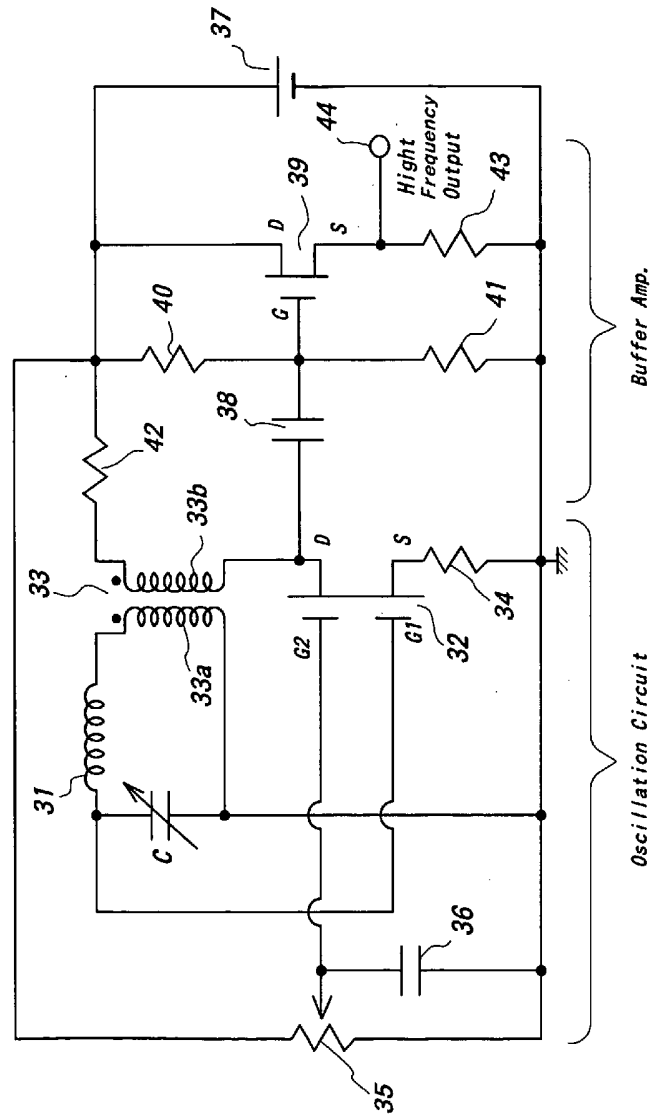 37
44
Hight
Frequency
Output
39
D
S
G
43
40
41
38
42
33
33b
33a
D
S
G2
G1
32
34
31
C
36
35
Buffer Amp.
Oscillation Circuit